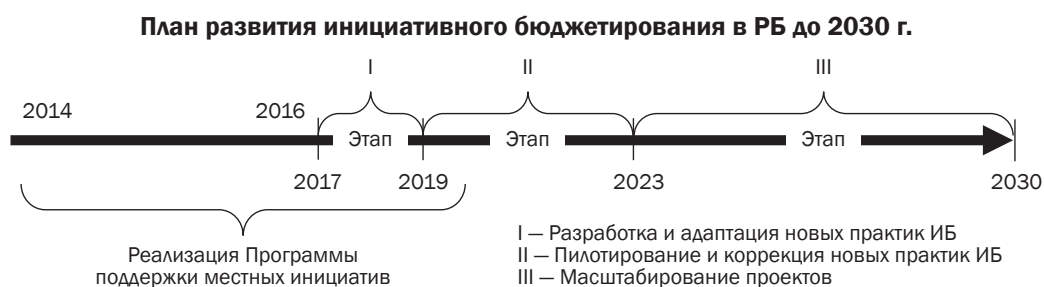 План развития инициативного бюджетирования в РБ до 2030 г.
I II III
2014 2016
Этап Этап Этап
2017 2019 2023 2030
Реализация Программы
поддержки местных инициатив
I — Разработка и адаптация новых практик ИБ
II — Пилотирование и коррекция новых практик ИБ
III — Масштабирование проектов